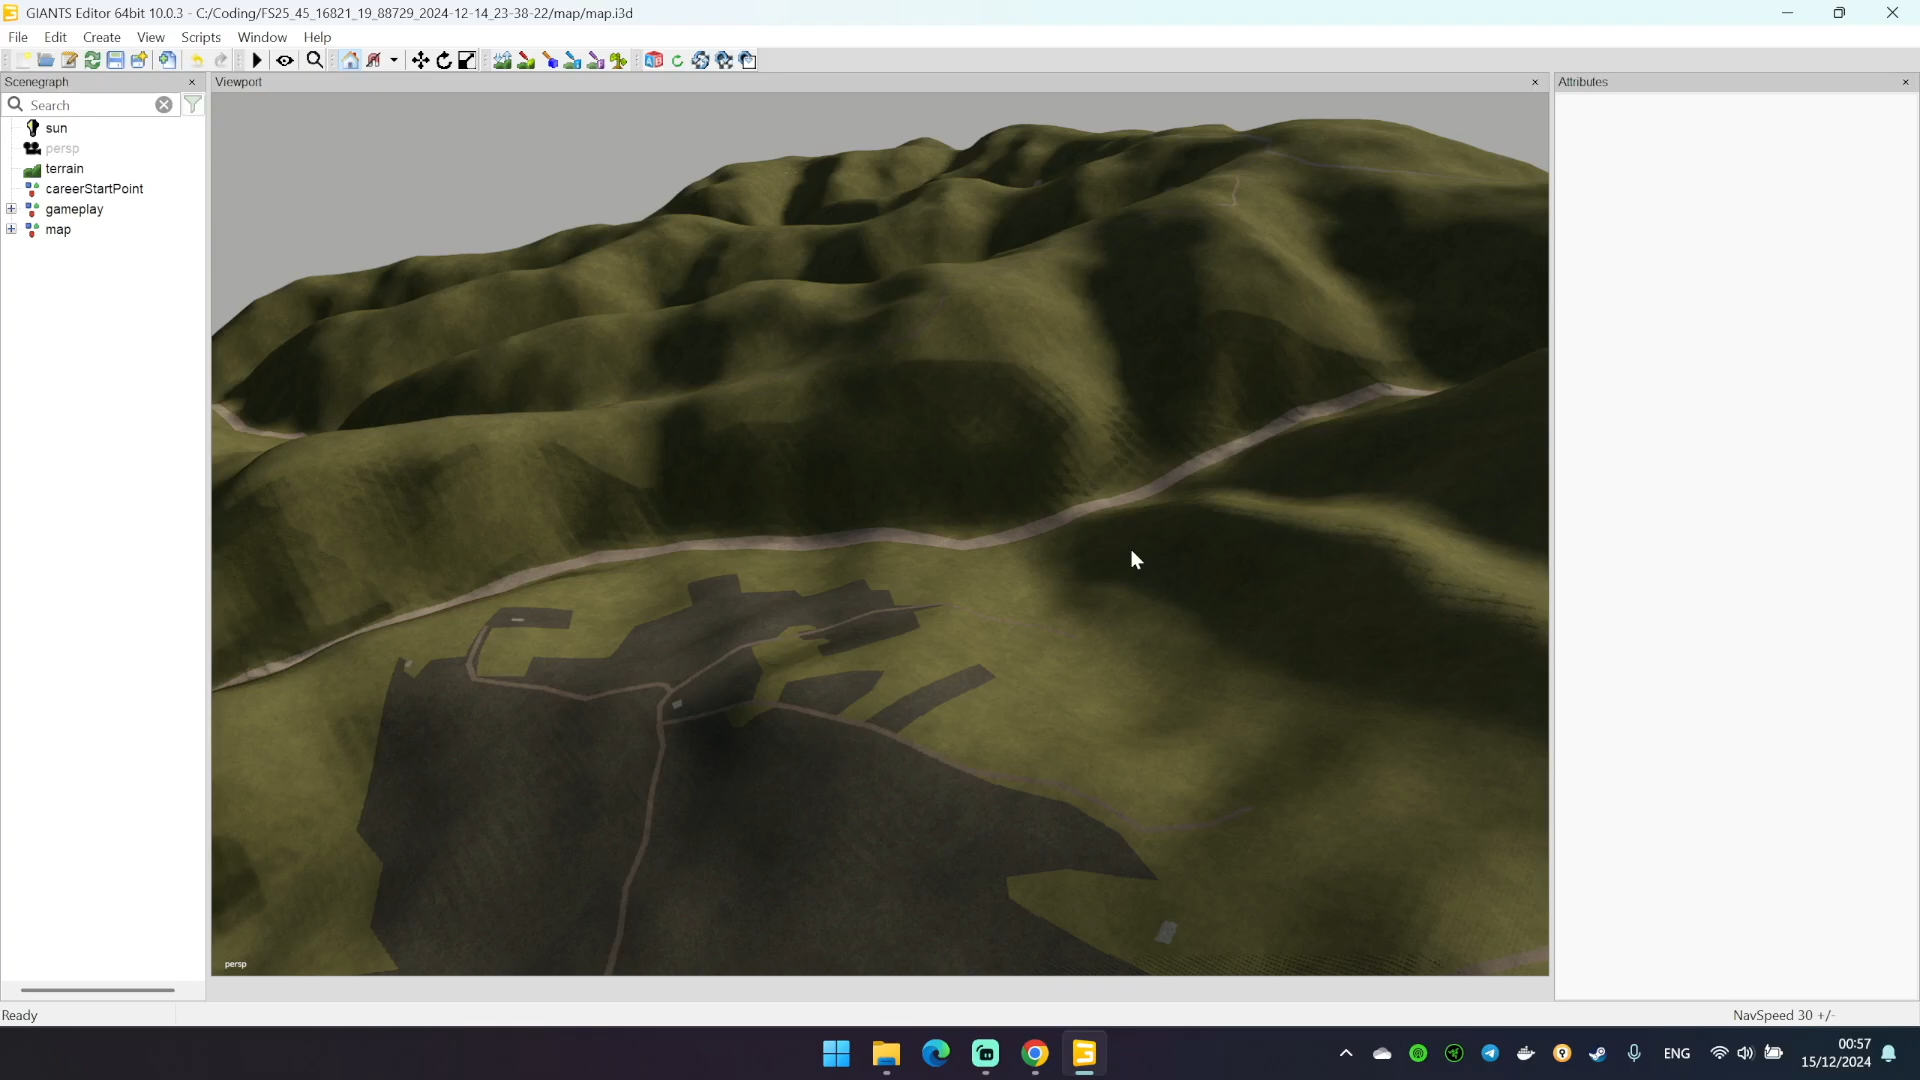 GIANTS Editor 64bit 10.0.3 - C:/Coding/FS25_45_16821_19_88729_2024-12-14_23-38-22/map/map.i3d
File Edit Create View Scripts Window Help
Scenegraph
Viewport
Attributes
Search
sun
persp
terrain
careerStartPoint
gameplay
map
persp
Ready
NavSpeed 30 +/-
ENG
00:57
15/12/2024